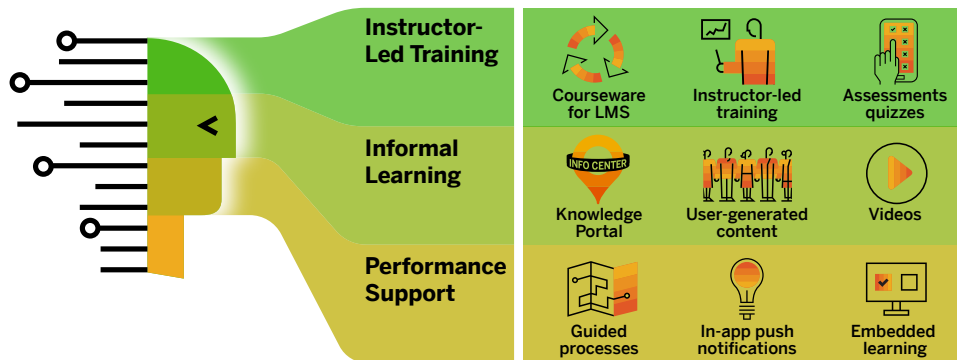 Instructor-
Led Training
Courseware
for LMS
Instructor-led
training
Assessments
quizzes
Informal
Learning
INFO CENTER
Knowledge
Portal
User-generated
content
Videos
Performance
Support
Guided
processes
In-app push
notifications
Embedded
learning